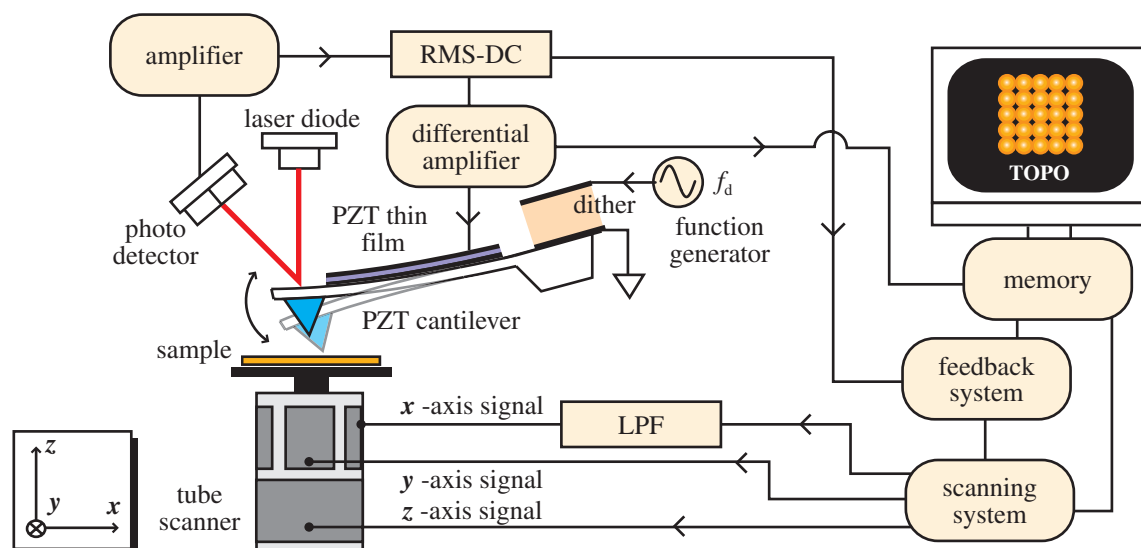 amplifier
RMS-DC
laser diode
differential
amplifier
TOPO
photo
detector
PZT thin
film
dither
f_d
function
generator
memory
PZT cantilever
sample
feedback
system
x -axis signal
LPF
z
y
x
tube
scanner
y -axis signal
z -axis signal
scanning
system